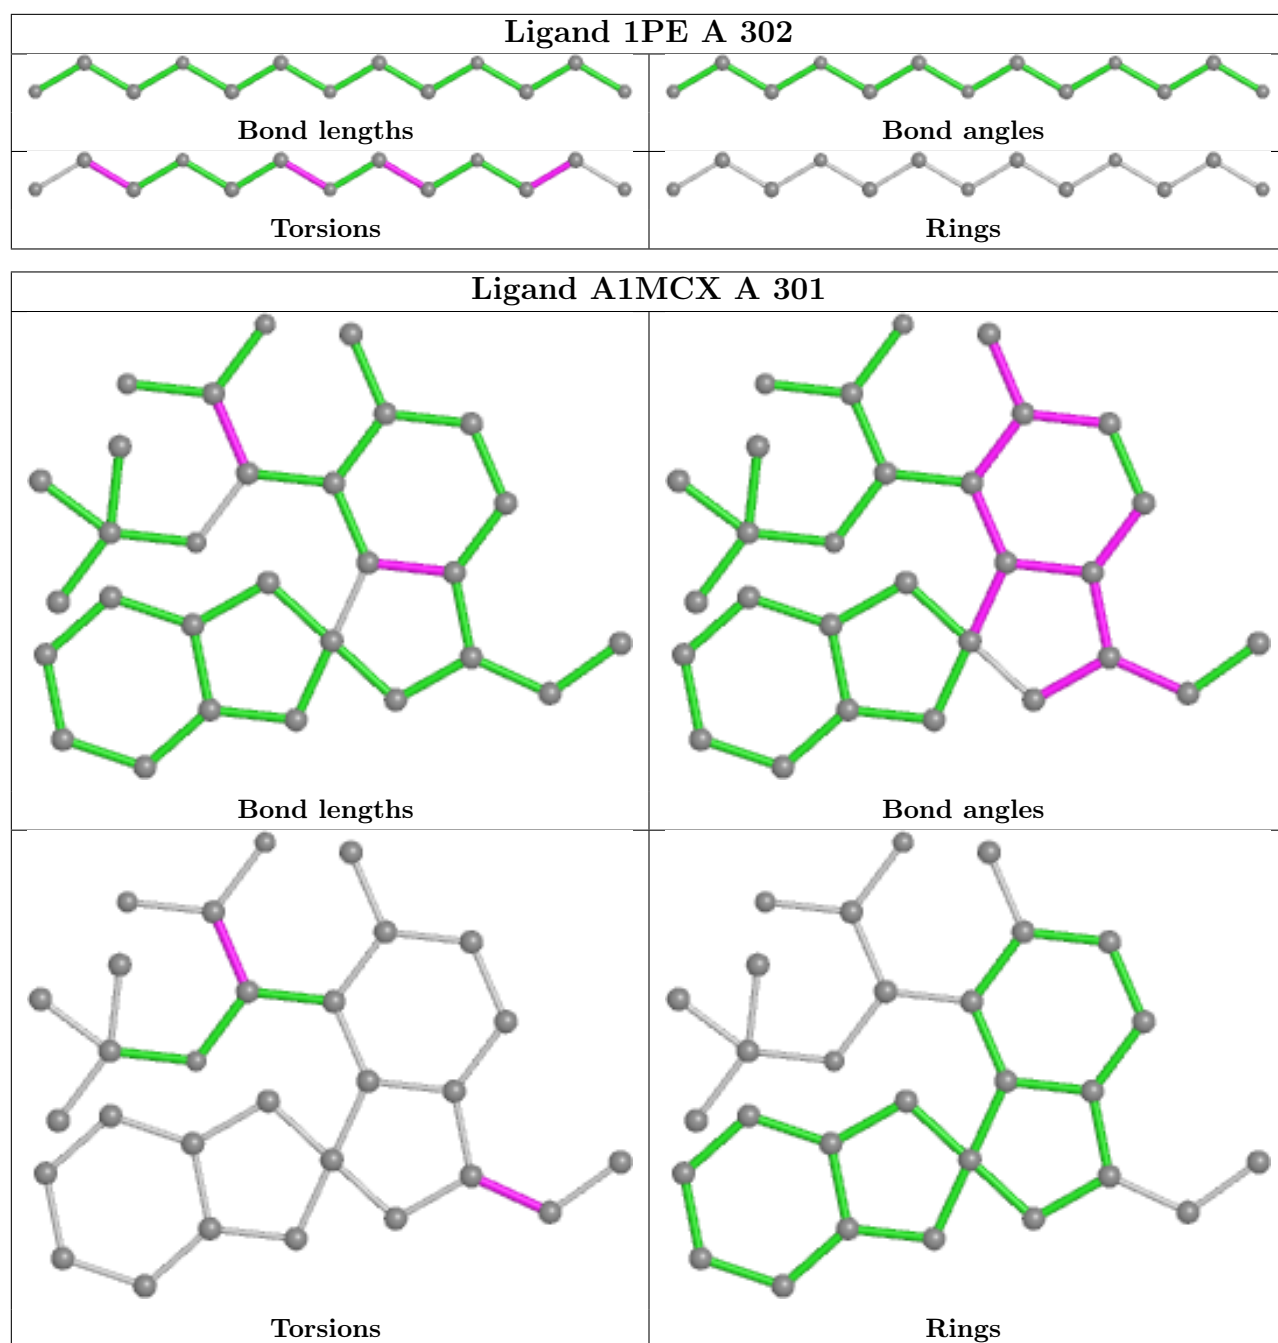 Ligand 1PE A 302
Bond lengths
Bond angles
Torsions
Rings
Ligand A1MCX A 301
Bond lengths
Bond angles
Torsions
Rings